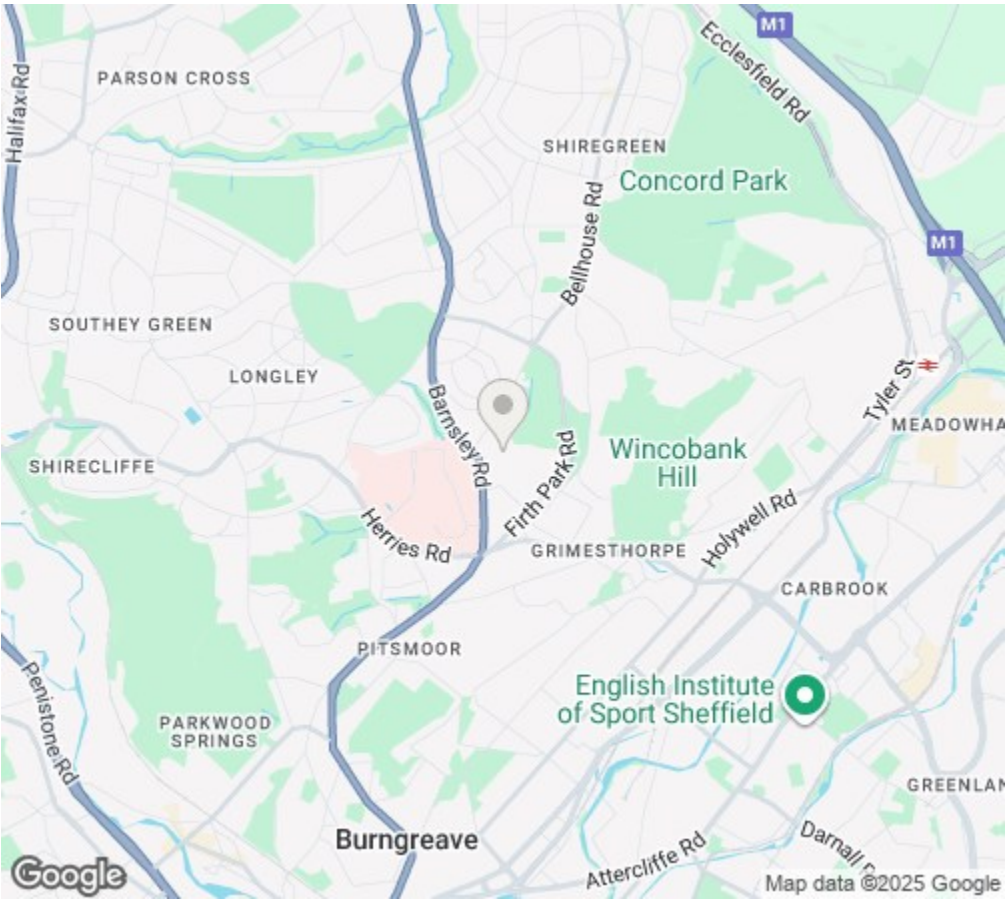 M1
Ecclesfield Rd
PARSON CROSS
Halifax Rd
SHIREGREEN
Concord Park
Bellhouse Rd
M1
SOUTHEY GREEN
LONGLEY
Tyler St
Barnsley Rd
MEADOWHA
SHIRECLIFFE
Firth Park Rd
Wincobank
Hill
Herries Rd
Holywell Rd
GRIMESTHORPE
CARBROOK
PITSMOOR
English Institute
of Sport Sheffield
Penistone Rd
PARKWOOD
SPRINGS
GREENLAN
Burngreave
Attercliffe Rd
Darnall R
Google
Map data ©2025 Google